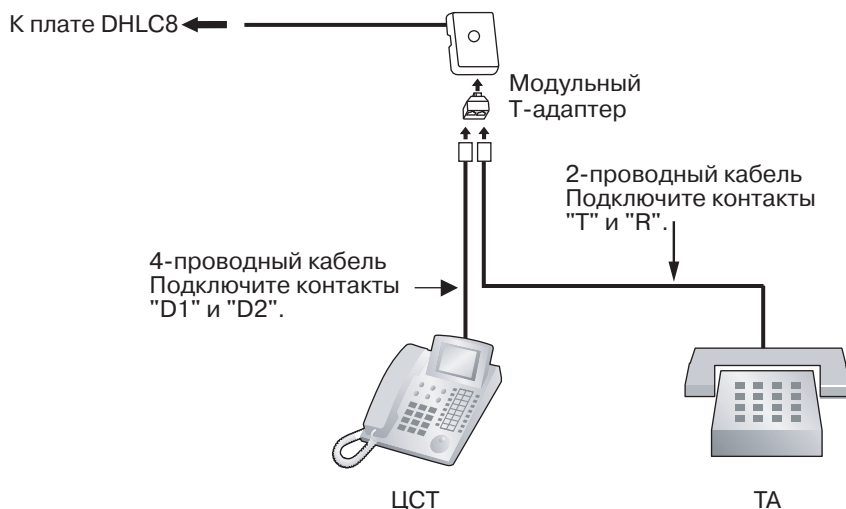 К плате DHLC8
Модульный
Т-адаптер
2-проводный кабель
Подключите контакты
"T" и "R".
4-проводный кабель
Подключите контакты
"D1" и "D2".
ЦСТ
ТА